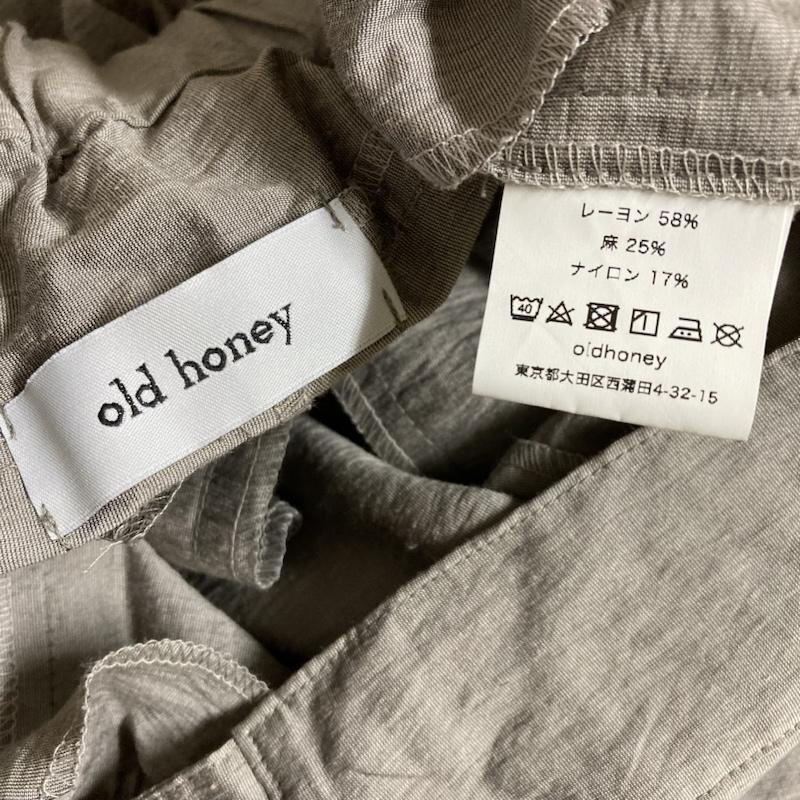 old honey
レーヨン 58%
麻 25%
ナイロン 17%
40
oldhoney
東京都大田区西蒲田4-32-15